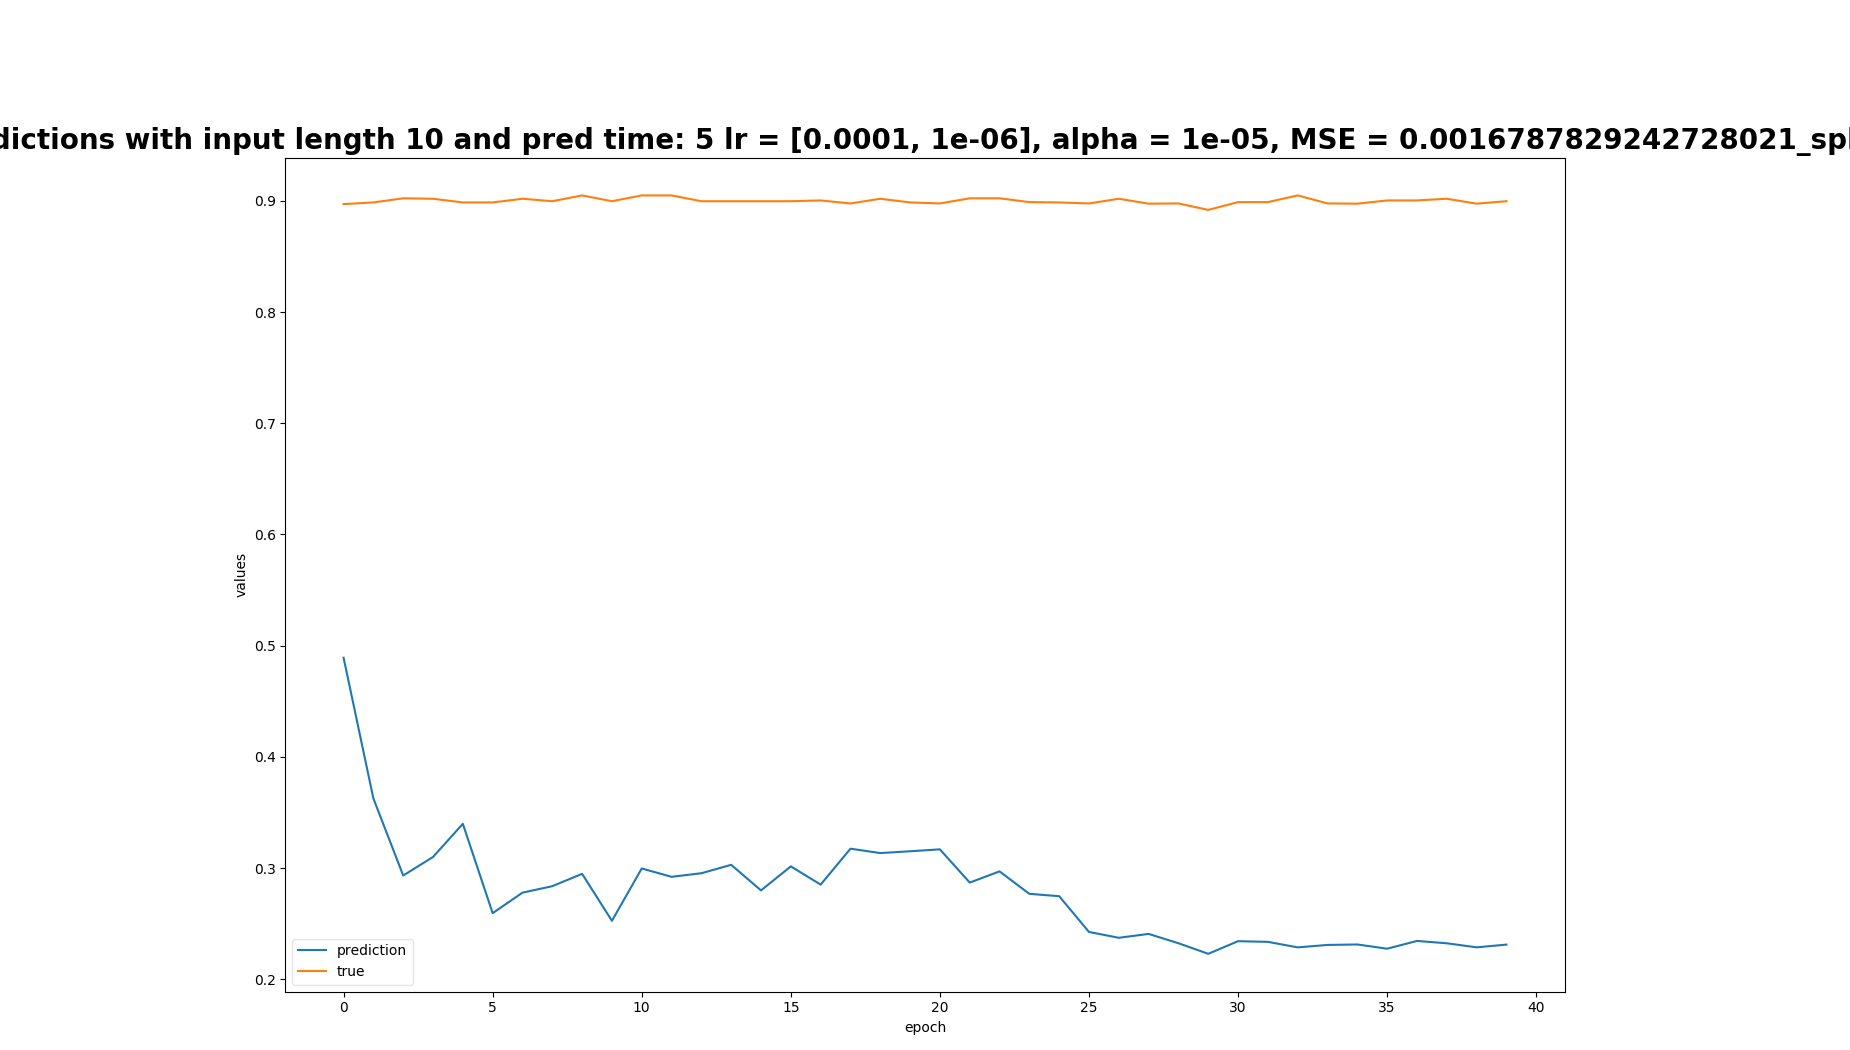 dictions with input length 10 and pred time: 5 lr = [0.0001, 1e-06], alpha = 1e-05, MSE = 0.0016787829242728021_spl
0.9
0.8
0.7
0.6
0.5
0.4
0.3
0.2
values
prediction
true
0 5 10 15 20 25 30 35 40
epoch